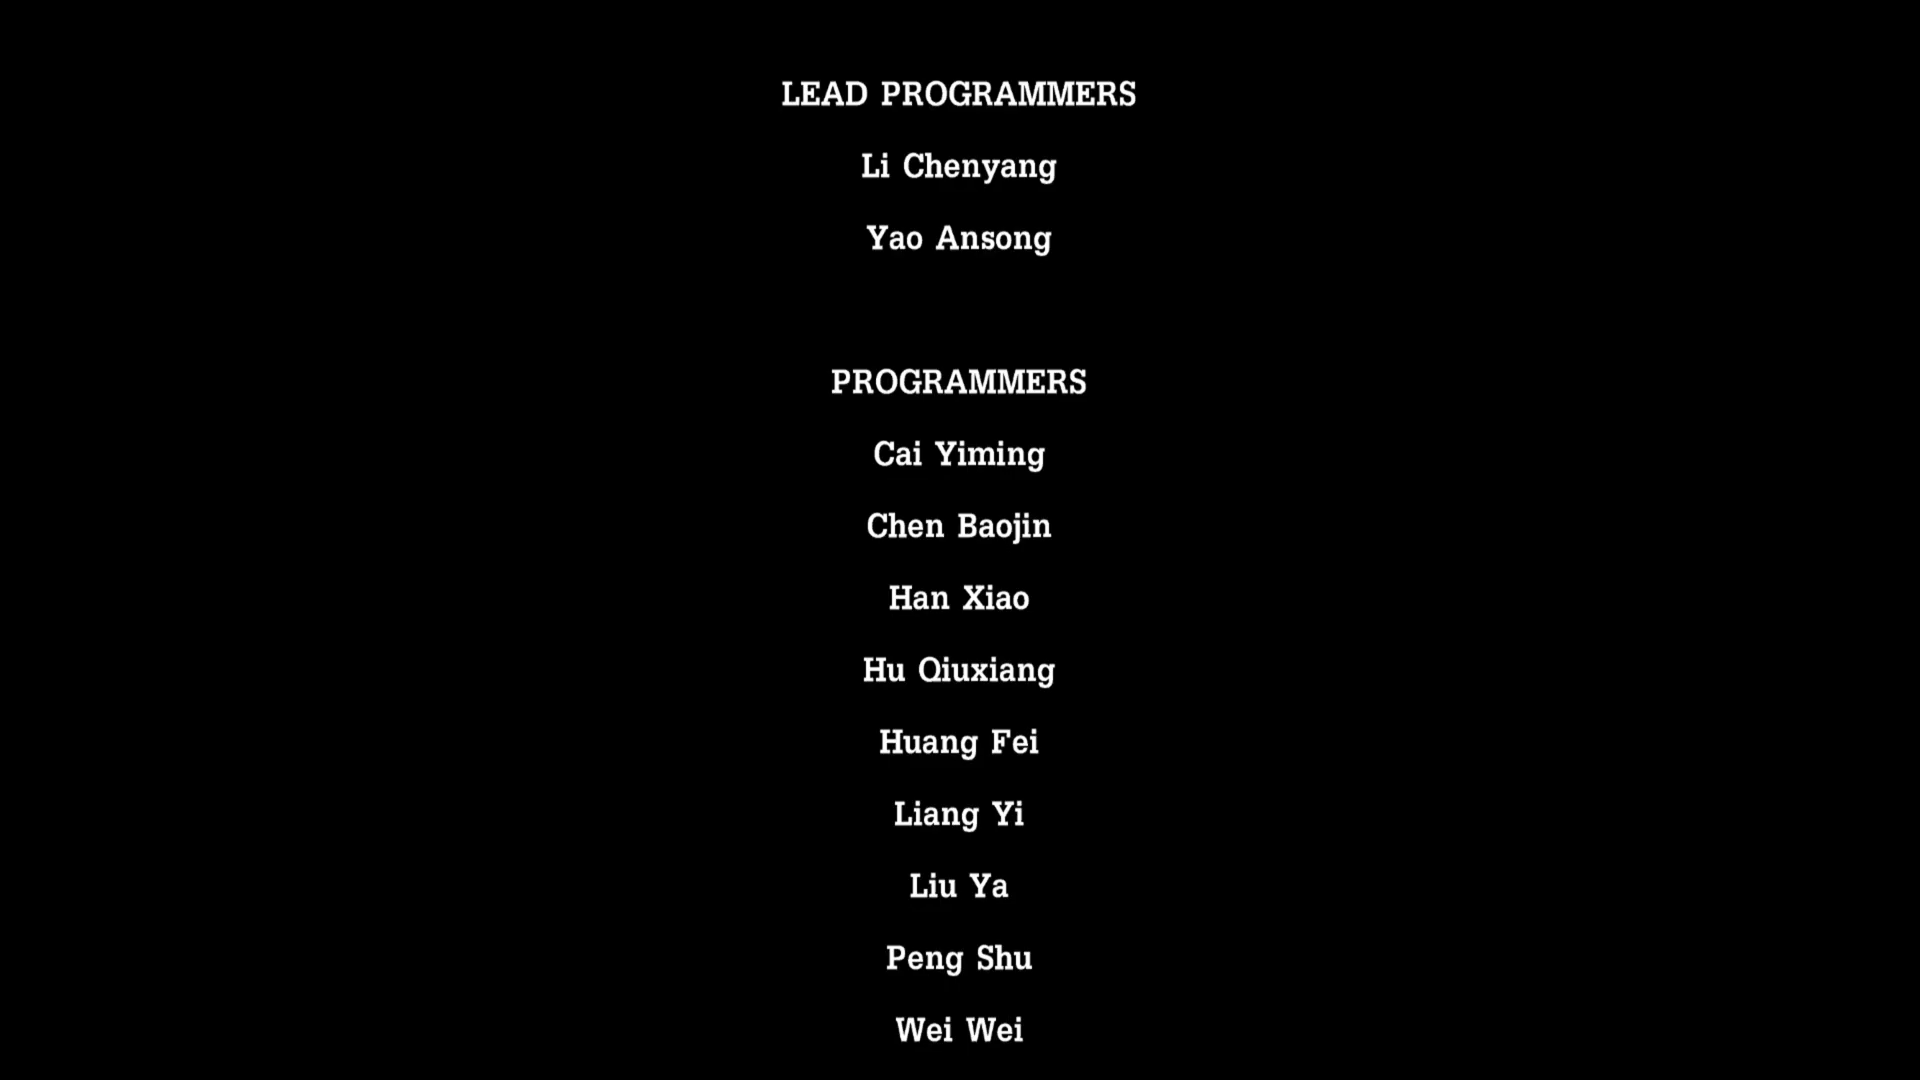 LEAD PROGRAMMERS
Li Chenyang
Yao Ansong
PROGRAMMERS
Cai Yiming
Chen Baojin
Han Xiao
Hu Qiuxiang
Huang Fei
Liang Yi
Liu Ya
Peng Shu
Wei Wei